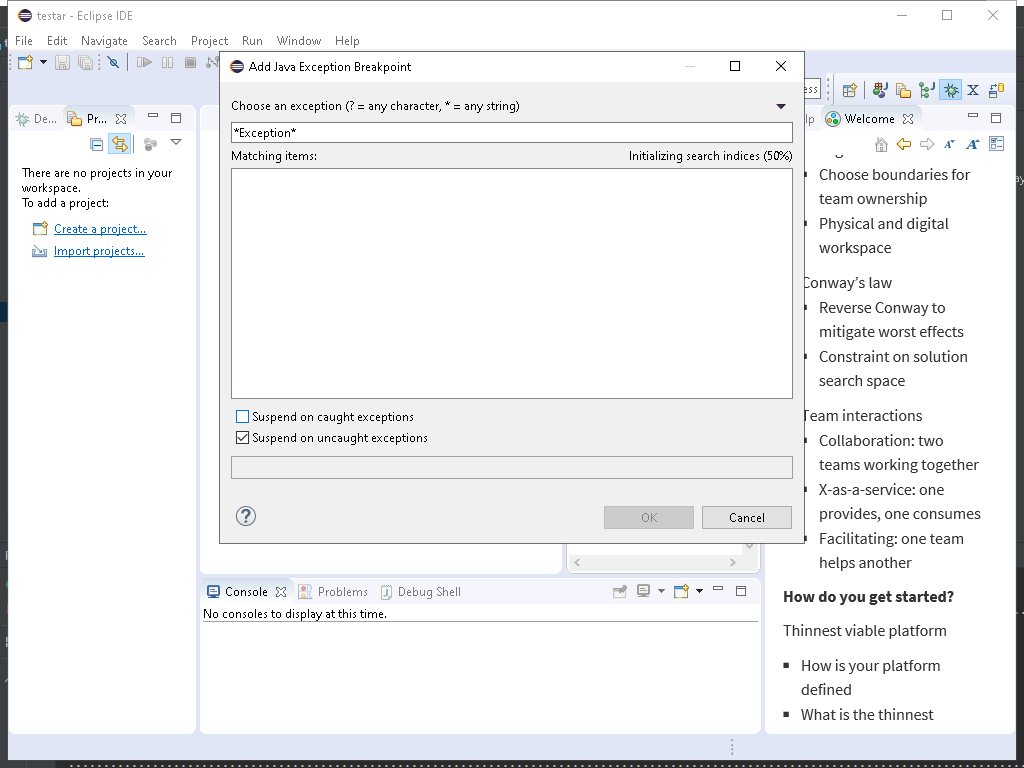 testar - Eclipse IDE
File Edit Navigate Search Project Run Window Help
Add Java Exception Breakpoint
Choose an exception (? = any character, * = any string)
*Exception*
Matching items:
Initializing search indices (50%)
Suspend on caught exceptions
Suspend on uncaught exceptions
OK
Cancel
De...
Pr...
There are no projects in your
workspace.
To add a project:
Create a project...
Import projects...
Console
Problems
Debug Shell
No consoles to display at this time.
Welcome
Choose boundaries for
team ownership
Physical and digital
workspace
Conway's law
Reverse Conway to
mitigate worst effects
Constraint on solution
search space
Team interactions
Collaboration: two
teams working together
X-as-a-service: one
provides, one consumes
Facilitating: one team
helps another
How do you get started?
Thinnest viable platform
How is your platform
defined
What is the thinnest